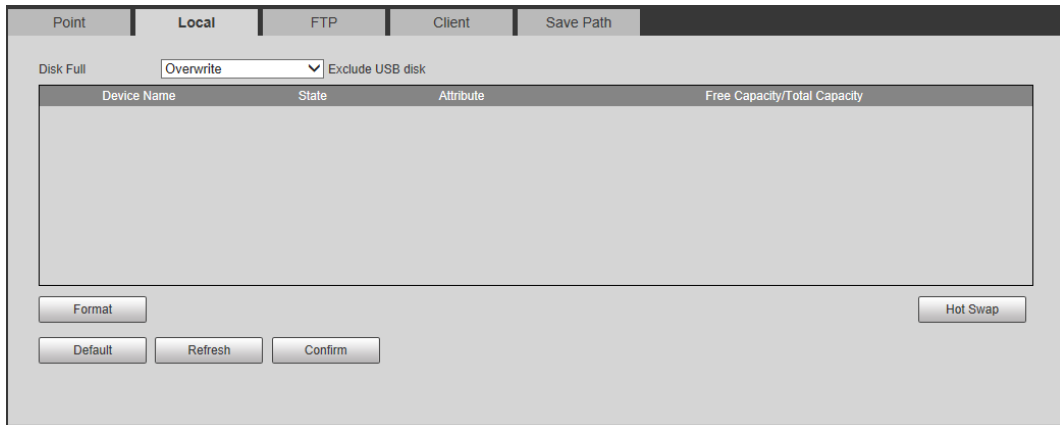 Point Local FTP Client Save Path
Disk Full Overwrite Exclude USB disk
Device Name State Attribute Free Capacity/Total Capacity
Format Hot Swap
Default Refresh Confirm